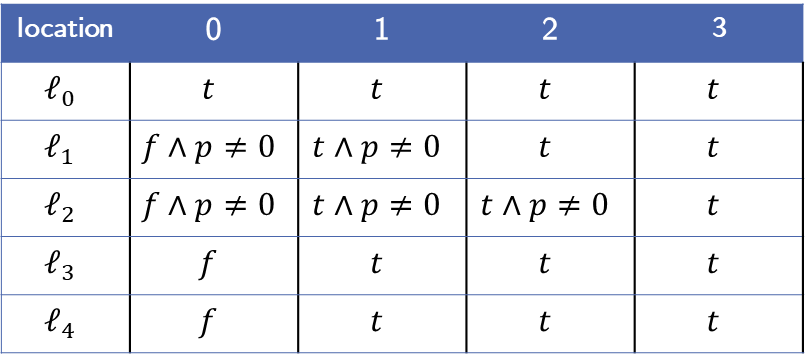 location 0 1 2 3
ℓ₀ t t t t
ℓ₁ f ∧ p ≠ 0 t ∧ p ≠ 0 t t
ℓ₂ f ∧ p ≠ 0 t ∧ p ≠ 0 t ∧ p ≠ 0 t
ℓ₃ f t t t
ℓ₄ f t t t